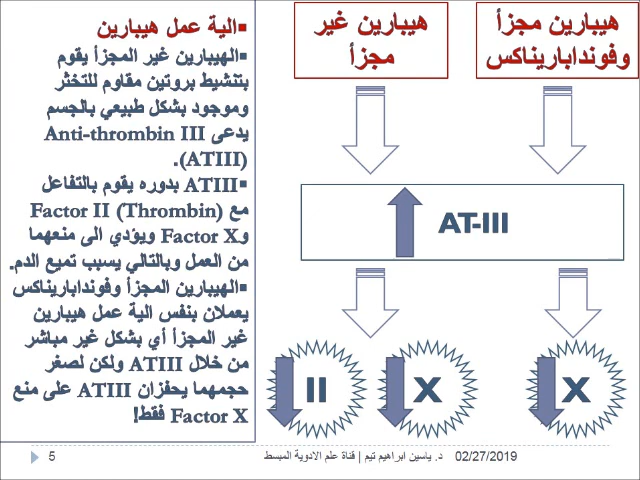 ▪الية عمل هيبارين
▪الهيبارين غير المجزأ يقوم
بتنشيط بروتين مقاوم للتخثر
وموجود بشكل طبيعي بالجسم
يدعى Anti-thrombin III
(ATIII).
▪ATIII بدوره يقوم بالتفاعل
مع Factor II (Thrombin)
وFactor X ويؤدي الى منعهما
من العمل وبالتالي يسبب تميع الدم.
▪الهيبارين المجزأ وفونداباريناكس
يعملان بنفس الية عمل هيبارين
غير المجزأ أي بشكل غير مباشر
من خلال ATIII ولكن لصغر
حجمهما يحفزان ATIII على منع
Factor X فقط!
هيبارين غير
مجزأ
هيبارين مجزأ
وفونداباريناكس
AT-III
II
X
X
5
د. ياسين ابراهيم تيم | قناة علم الادوية المبسط
02/27/2019